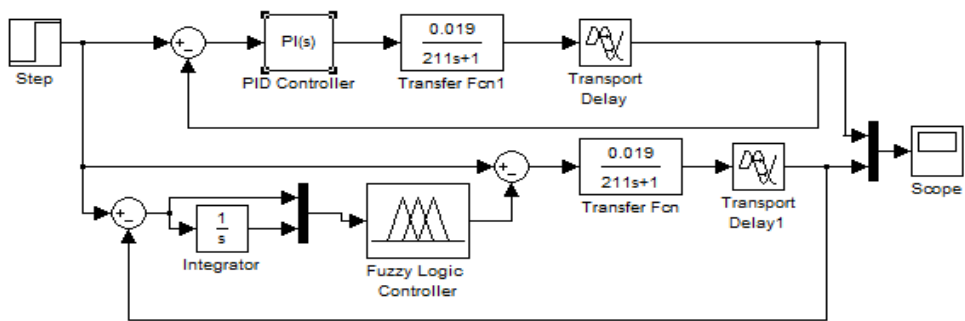 Step
+
−
PI(s)
PID Controller
0.019
211s+1
Transfer Fcn1
Transport
Delay
Scope
+
−
0.019
211s+1
Transfer Fcn
Transport
Delay1
+
−
1
s
Integrator
Fuzzy Logic
Controller